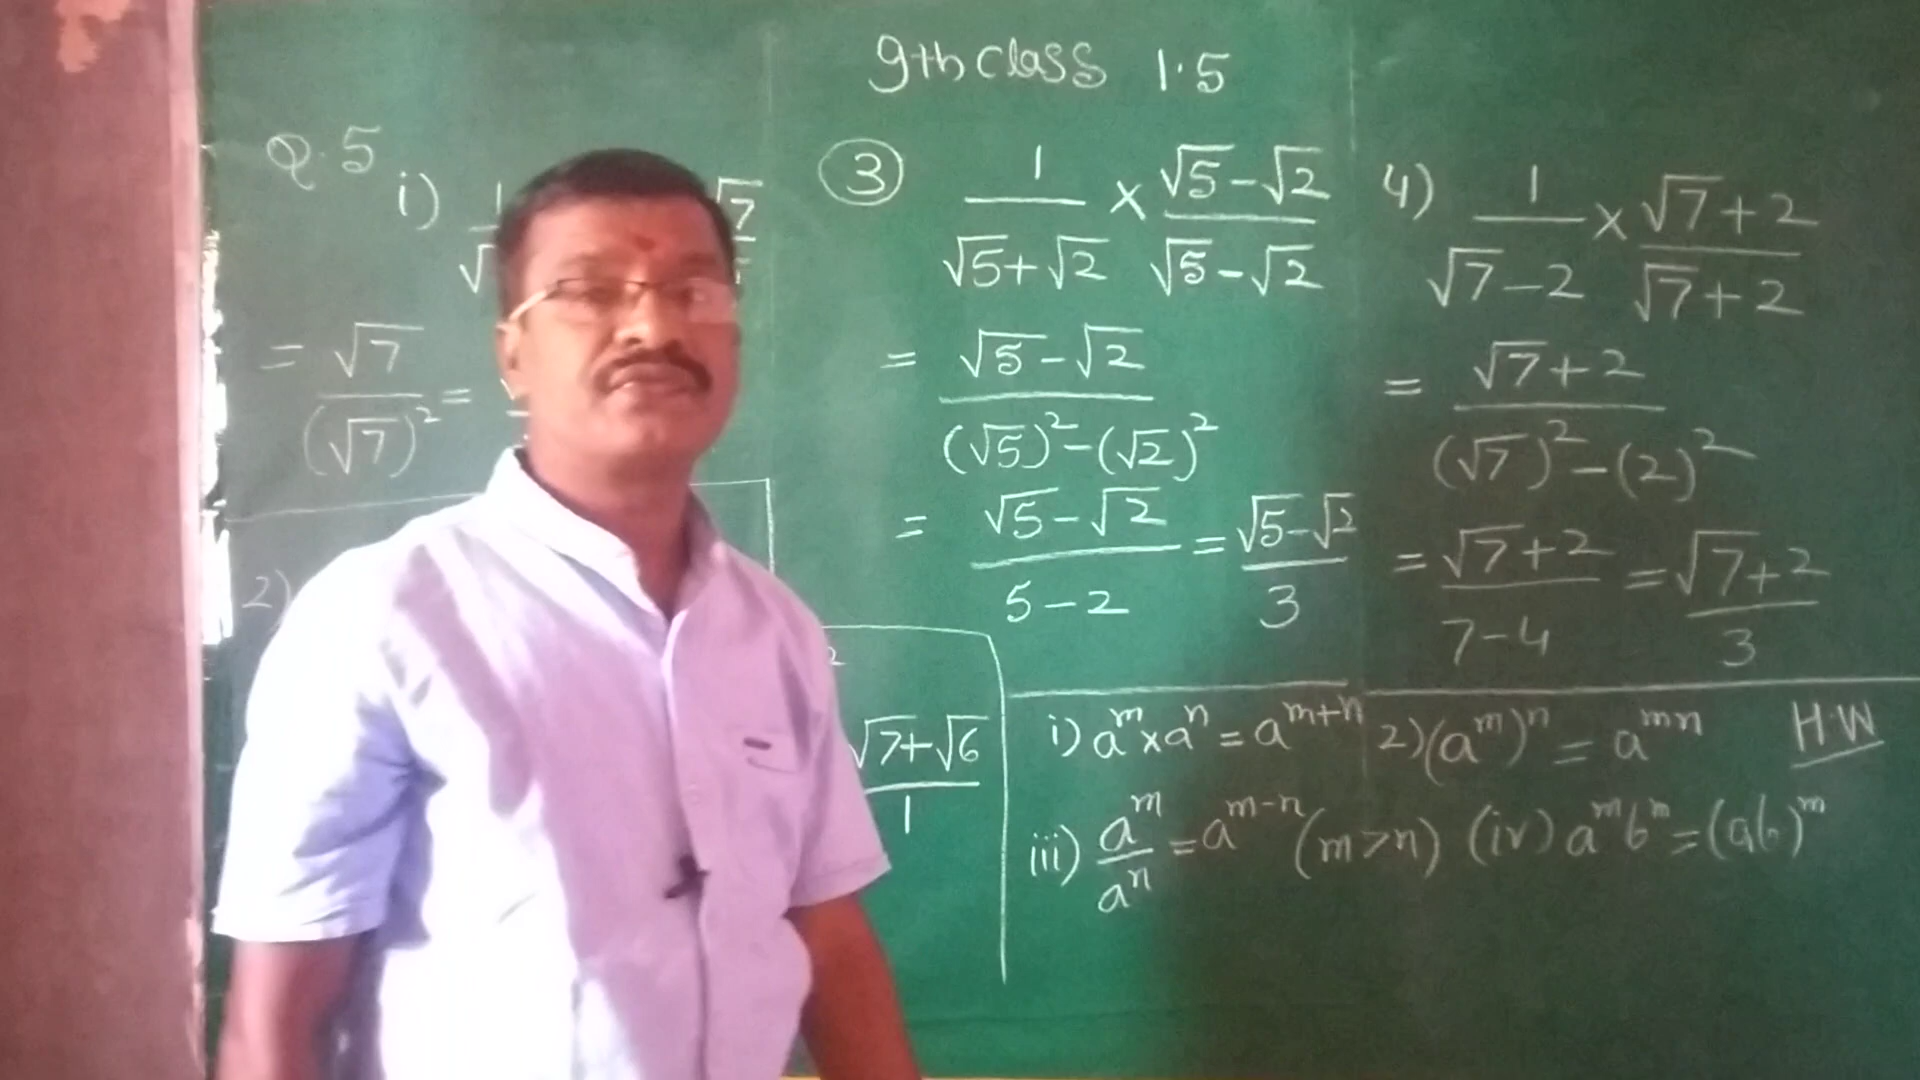 9th class 1.5
Q.5
i) 1
√7
= √7 / (√7)² =
2)
√7+√6 / 1
③ 1 / √5+√2 × √5-√2 / √5-√2
= √5-√2 / (√5)²-(√2)²
= √5-√2 / 5-2 = √5-√2 / 3
4) 1 / √7-2 × √7+2 / √7+2
= √7+2 / (√7)²-(2)²
= √7+2 / 7-4 = √7+2 / 3
i) a^m × a^n = a^m+n 2) (a^m)^n = a^mn H.W
iii) a^m / a^n = a^m-n (m>n) (iv) a^m b^m = (ab)^m